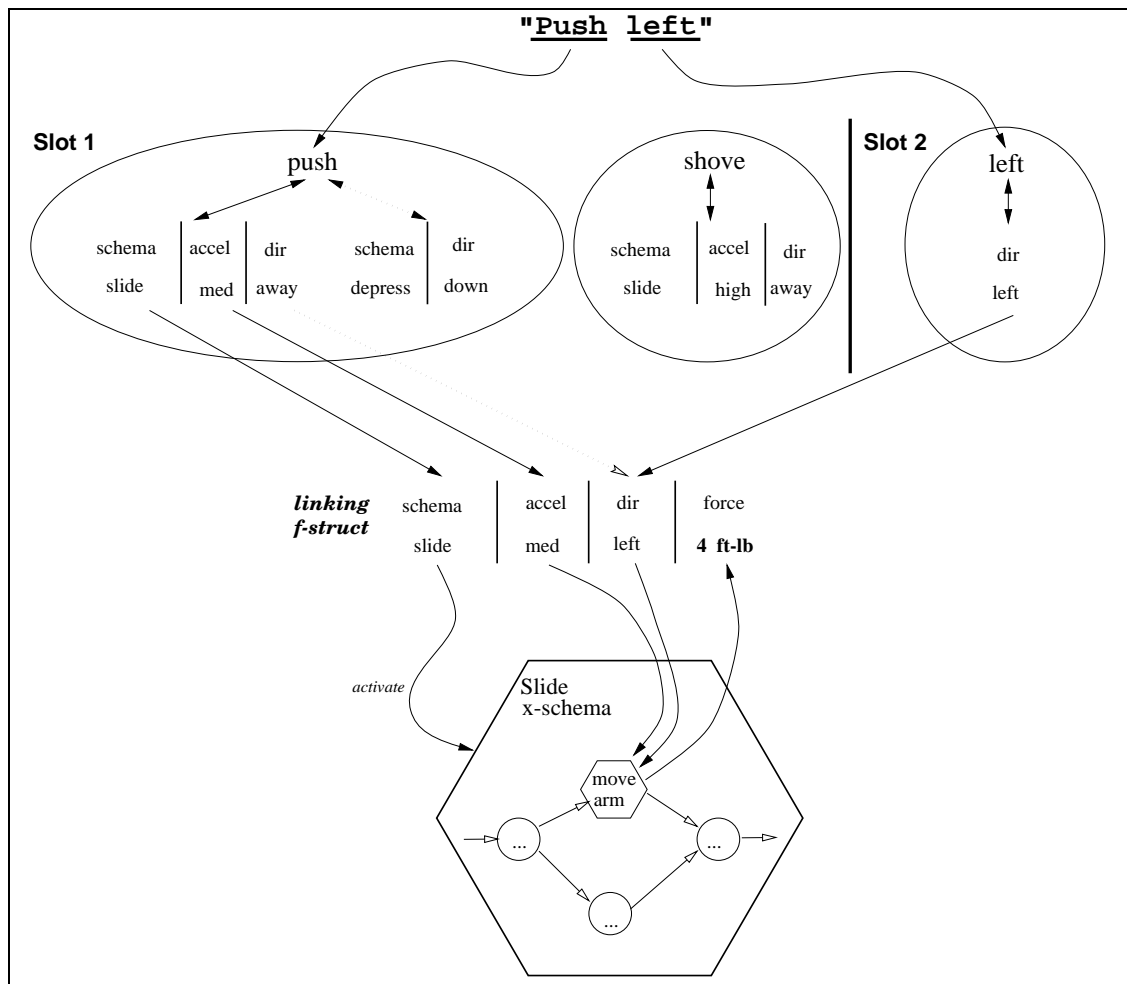 "Push left"
Slot 1
Slot 2
push
shove
left
schema accel dir
slide med away
schema dir
depress down
schema accel dir
slide high away
dir
left
linking
f-struct
schema accel dir force
slide med left 4 ft-lb
activate
Slide
x-schema
move
arm
...
...
...